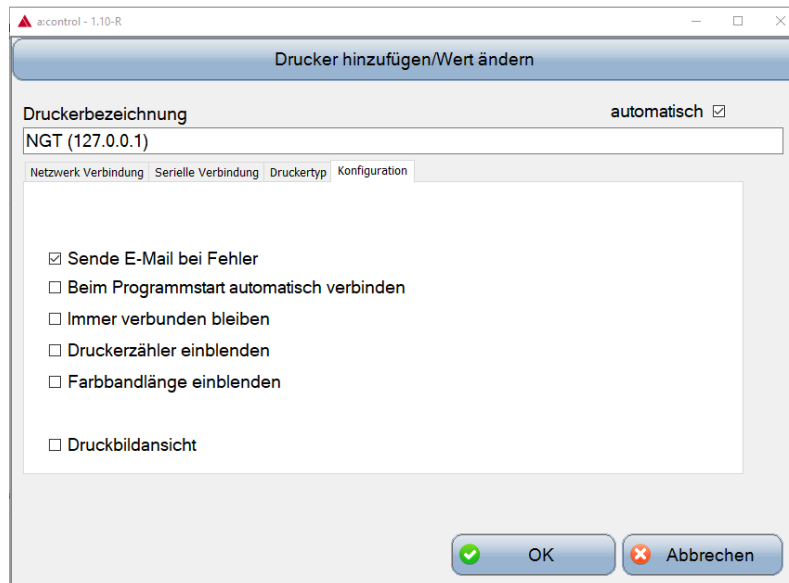 a:control - 1.10-R
Drucker hinzufügen/Wert ändern
Druckerbezeichnung
automatisch
NGT (127.0.0.1)
Netzwerk Verbindung Serielle Verbindung Druckertyp Konfiguration
Sende E-Mail bei Fehler
Beim Programmstart automatisch verbinden
Immer verbunden bleiben
Druckerzähler einblenden
Farbbandlänge einblenden
Druckbildansicht
OK Abbrechen